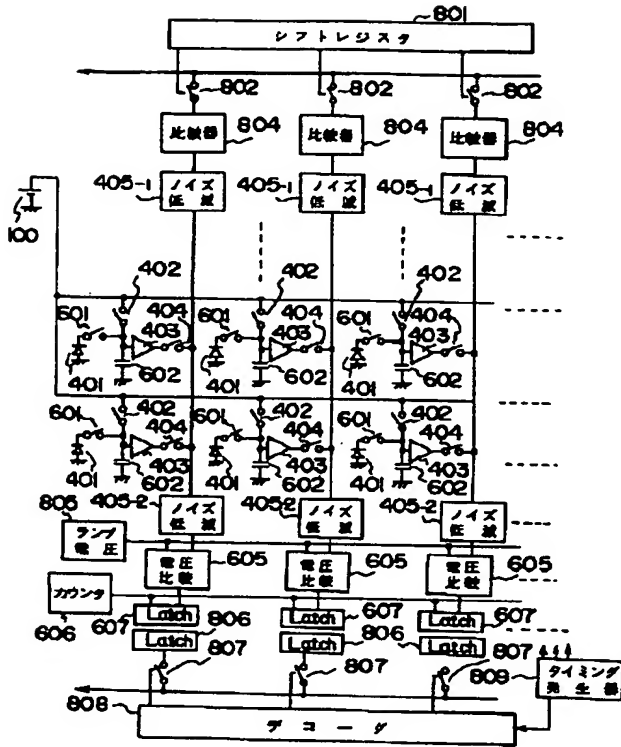 801
シフトレジスタ
802 802 802
比較器 804 比較器 804 比較器 804
405-1 ノイズ低減 405-1 ノイズ低減 405-1 ノイズ低減
100
402 402 402
601 404 601 404 601 404
403 403 403
401 602 401 602 401 602
601 402 601 402 601 402
404 404 404
401 403 401 403 401 403
602 602 602
405-2 ノイズ低減 405-2 ノイズ低減 405-2 ノイズ低減
805
ランプ電圧
電圧比較 605 電圧比較 605 電圧比較 605
カウンタ
606
607 Latch 806 Latch 607 Latch 607
Latch Latch 806 Latch
807 807 807
809
タイミング発生器
808
デコーダ